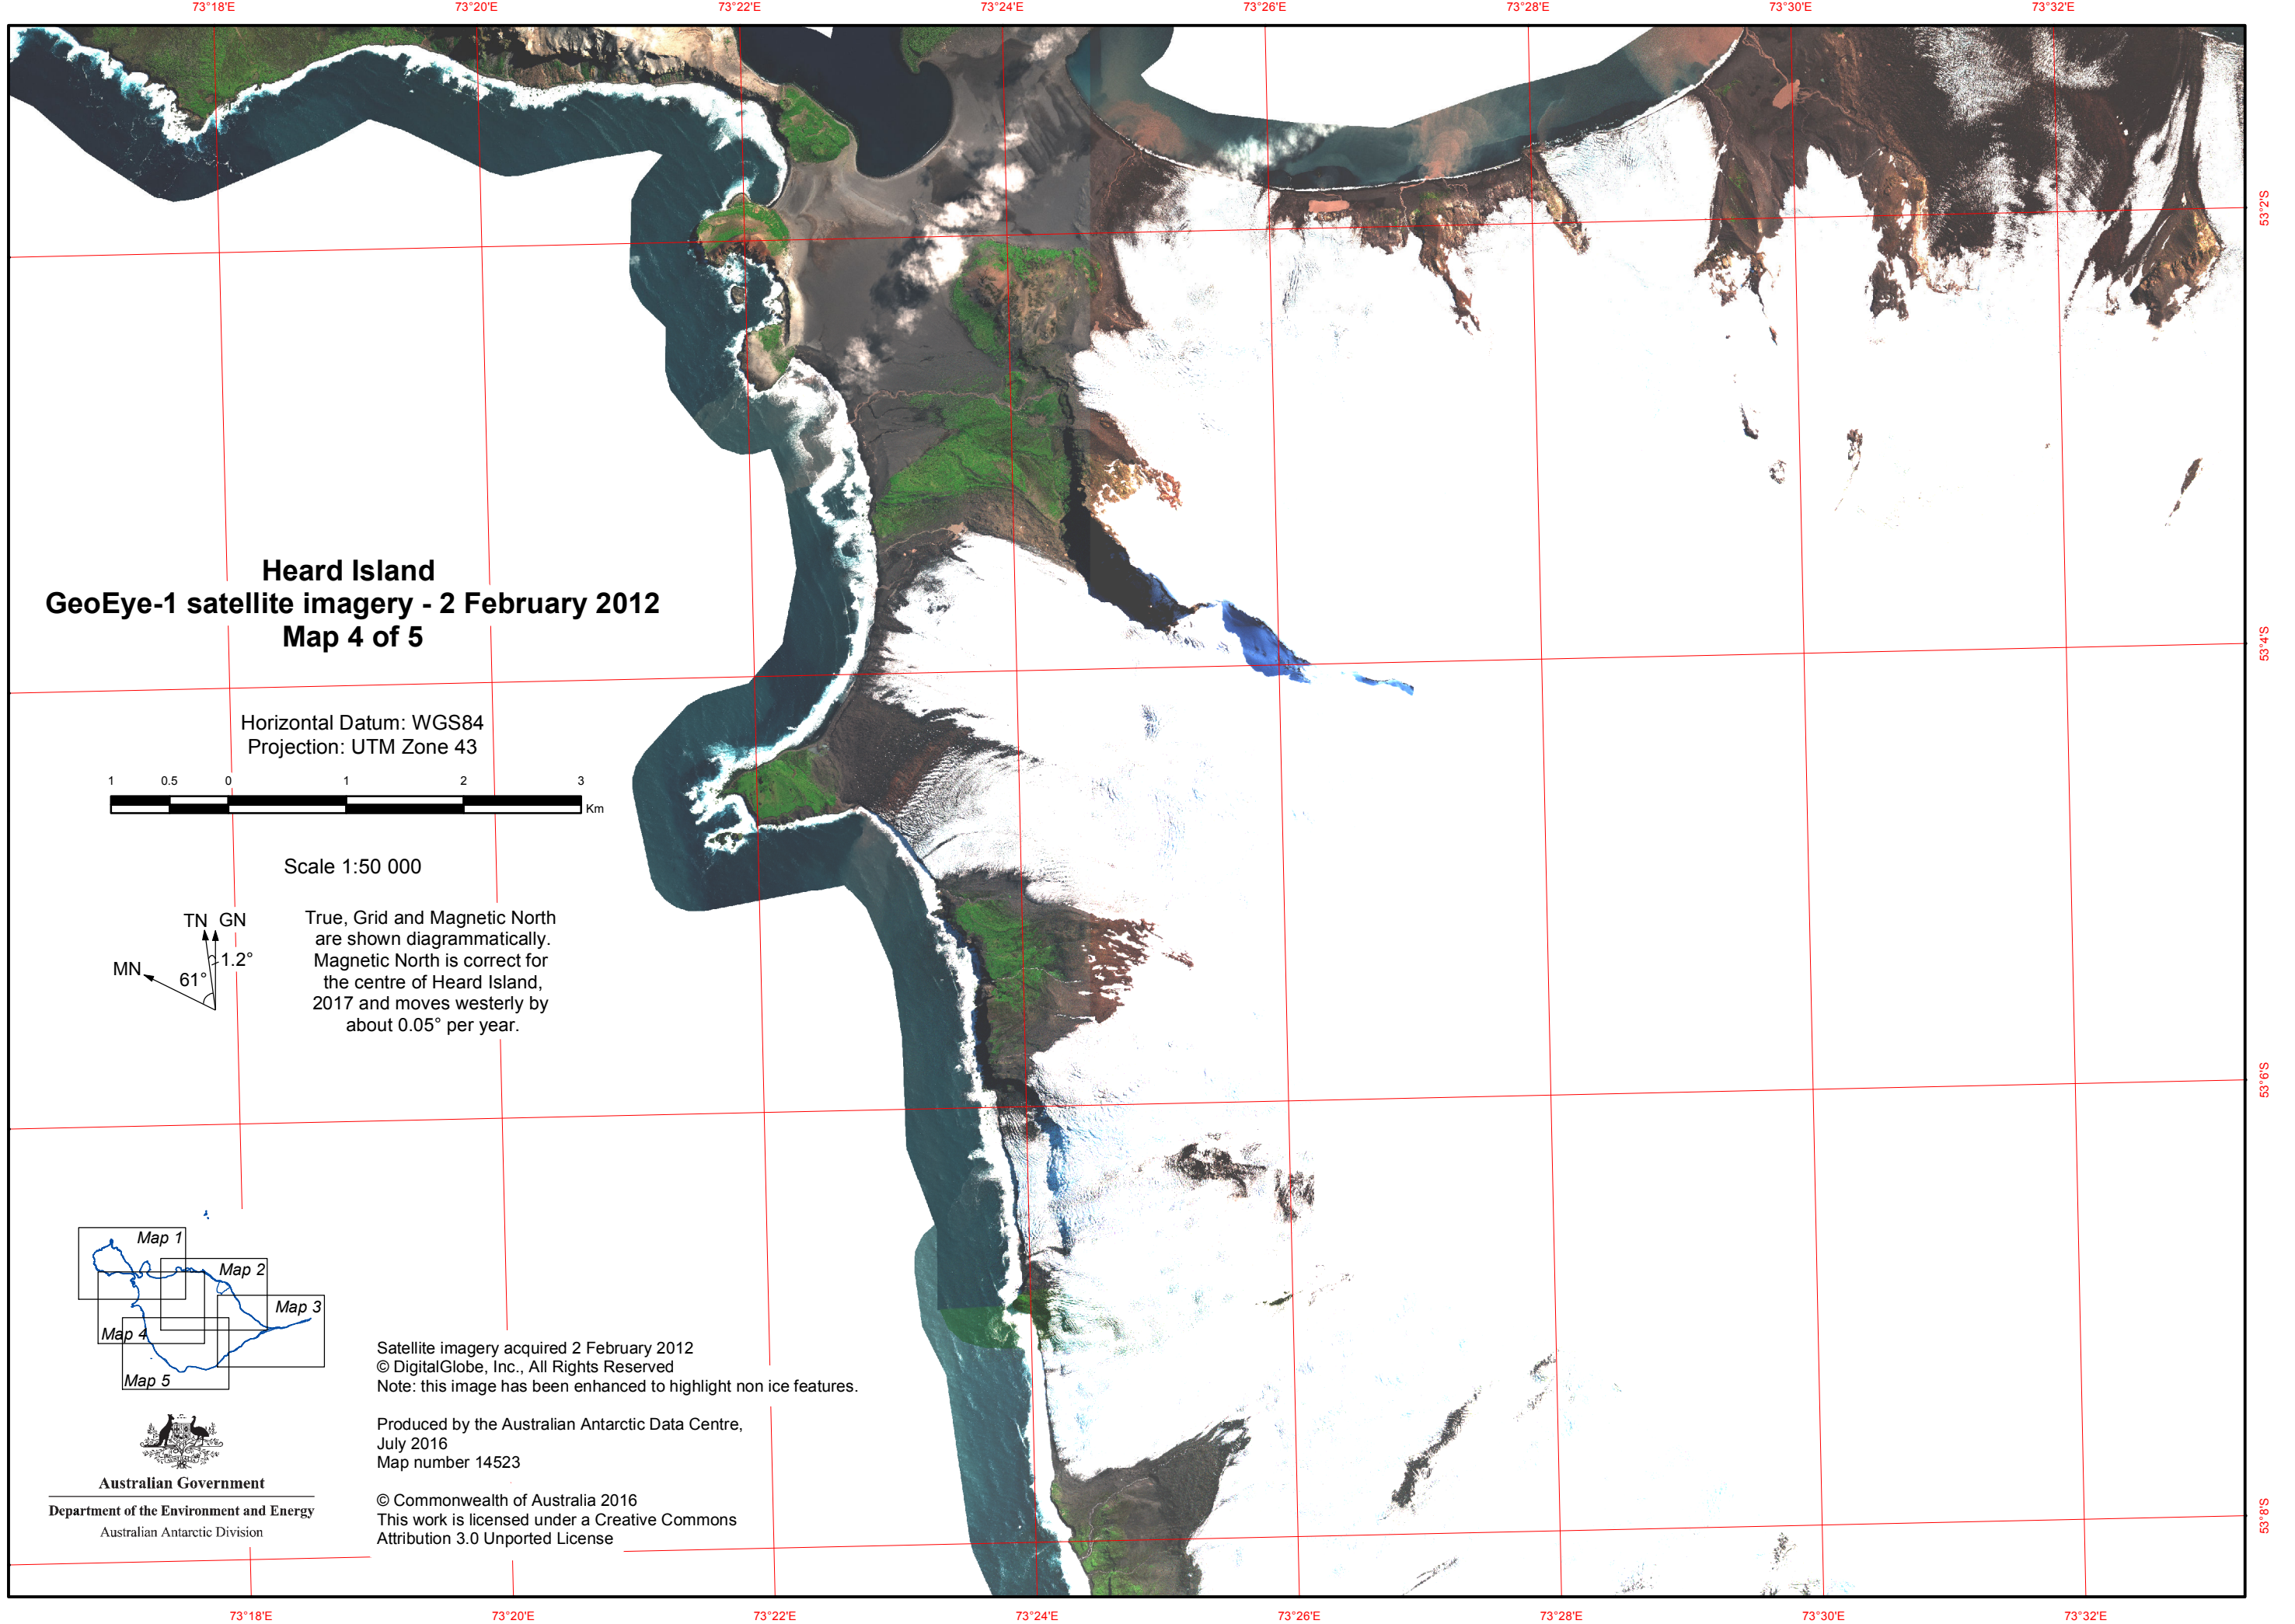 73°18'E 73°20'E 73°22'E 73°24'E 73°26'E 73°28'E 73°30'E 73°32'E
53°2'S
53°4'S
53°6'S
53°8'S
Heard Island
GeoEye-1 satellite imagery - 2 February 2012
Map 4 of 5
Horizontal Datum: WGS84
Projection: UTM Zone 43
1 0.5 0 1 2 3
Km
Scale 1:50 000
TN GN
MN
61°
1.2°
True, Grid and Magnetic North
are shown diagrammatically.
Magnetic North is correct for
the centre of Heard Island,
2017 and moves westerly by
about 0.05° per year.
Map 1
Map 2
Map 3
Map 4
Map 5
Satellite imagery acquired 2 February 2012
© DigitalGlobe, Inc., All Rights Reserved
Note: this image has been enhanced to highlight non ice features.
Produced by the Australian Antarctic Data Centre,
July 2016
Map number 14523
© Commonwealth of Australia 2016
This work is licensed under a Creative Commons
Attribution 3.0 Unported License
Australian Government
Department of the Environment and Energy
Australian Antarctic Division
73°18'E 73°20'E 73°22'E 73°24'E 73°26'E 73°28'E 73°30'E 73°32'E